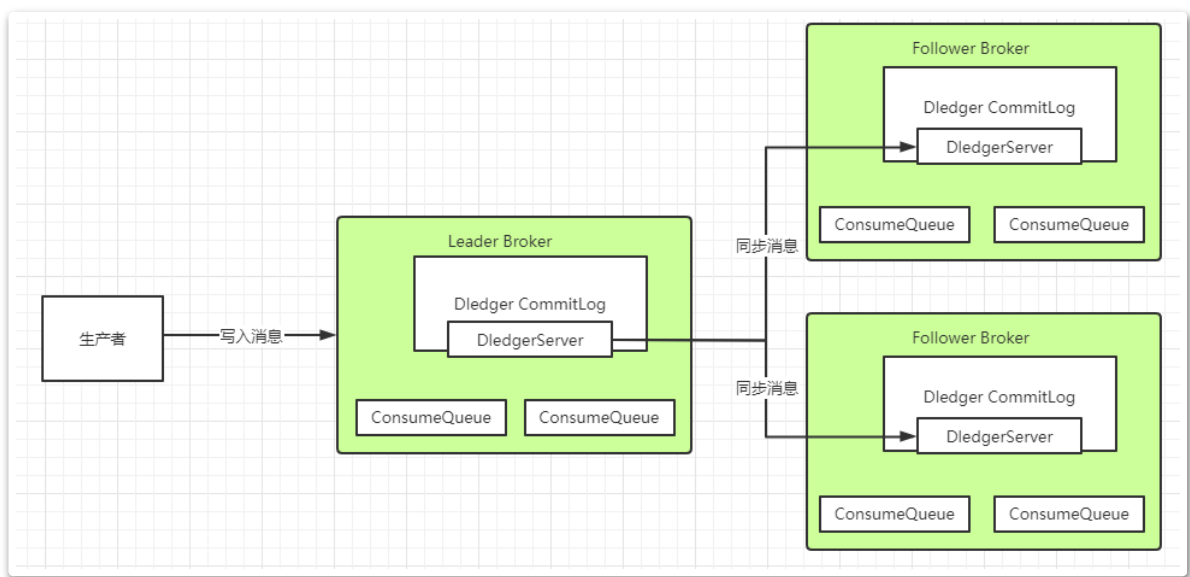 生产者
写入消息
Leader Broker
Dledger CommitLog
DledgerServer
ConsumeQueue
ConsumeQueue
同步消息
同步消息
Follower Broker
Dledger CommitLog
DledgerServer
ConsumeQueue
ConsumeQueue
Follower Broker
Dledger CommitLog
DledgerServer
ConsumeQueue
ConsumeQueue